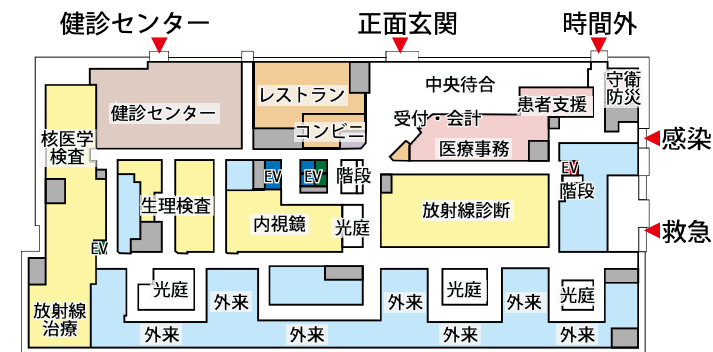 健診センター
正面玄関
時間外
健診センター
レストラン
コンビニ
中央待合
受付・会計
患者支援
医療事務
守衛
防災
感染
核医学
検査
生理検査
EV
EV
階段
内視鏡
光庭
放射線診断
EV
階段
救急
EV
放射線
治療
光庭
外来
外来
外来
外来
光庭
外来
外来
光庭
外来